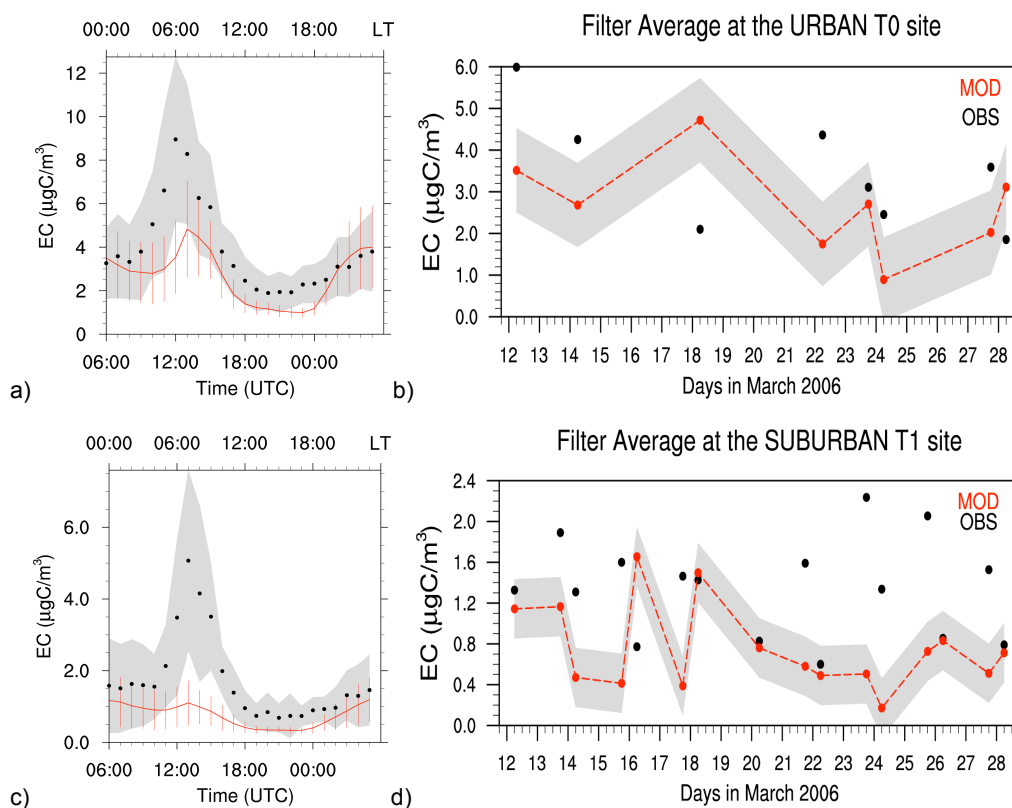 00:00 06:00 12:00 18:00 LT
12
10
8
6
4
2
0
EC (µgC/m³)
06:00 12:00 18:00 00:00
Time (UTC)
a)
Filter Average at the URBAN T0 site
6.0
5.0
4.0
3.0
2.0
1.0
0.0
EC (µgC/m³)
MOD
OBS
12 13 14 15 16 17 18 19 20 21 22 23 24 25 26 27 28
Days in March 2006
b)
00:00 06:00 12:00 18:00 LT
6.0
4.0
2.0
0.0
EC (µgC/m³)
06:00 12:00 18:00 00:00
Time (UTC)
c)
Filter Average at the SUBURBAN T1 site
2.4
2.0
1.6
1.2
0.8
0.4
0.0
EC (µgC/m³)
MOD
OBS
12 13 14 15 16 17 18 19 20 21 22 23 24 25 26 27 28
Days in March 2006
d)